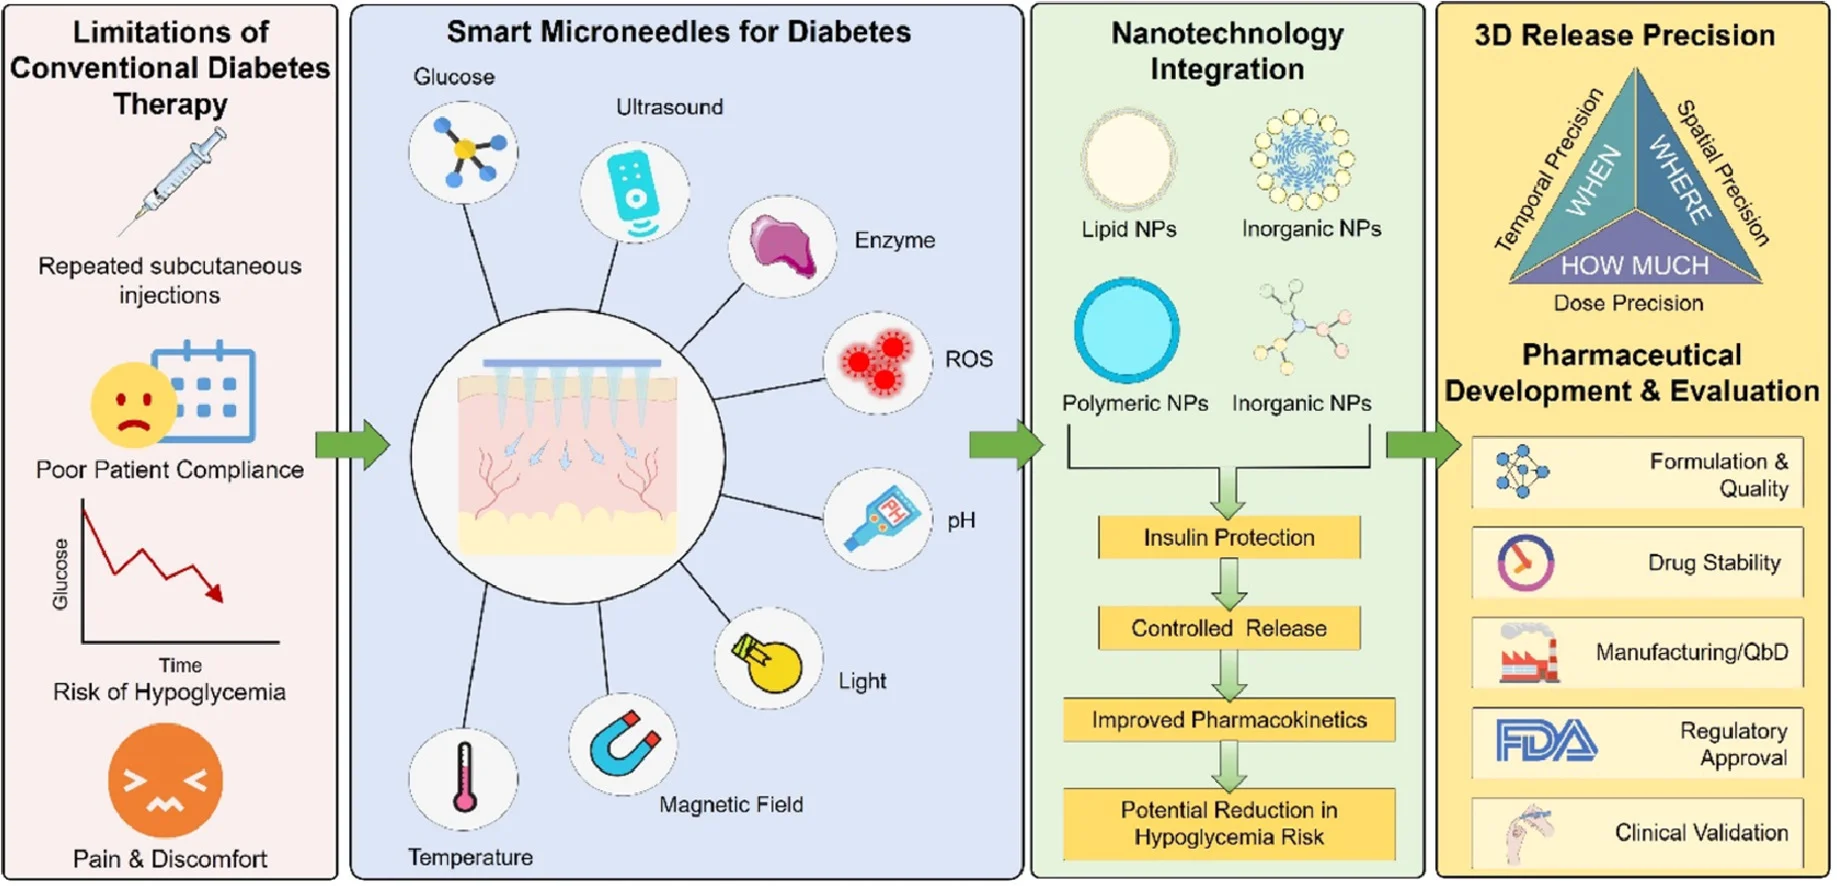 Limitations of
Conventional Diabetes
Therapy
Repeated subcutaneous
injections
Poor Patient Compliance
Glucose
Time
Risk of Hypoglycemia
Pain & Discomfort
Smart Microneedles for Diabetes
Glucose
Ultrasound
Enzyme
ROS
PH
pH
Light
Magnetic Field
Temperature
Nanotechnology
Integration
Lipid NPs
Inorganic NPs
Polymeric NPs
Inorganic NPs
Insulin Protection
Controlled Release
Improved Pharmacokinetics
Potential Reduction in
Hypoglycemia Risk
3D Release Precision
Temporal Precision
WHEN
WHERE
Spatial Precision
HOW MUCH
Dose Precision
Pharmaceutical
Development & Evaluation
Formulation &
Quality
Drug Stability
Manufacturing/QbD
FDA
Regulatory
Approval
Clinical Validation